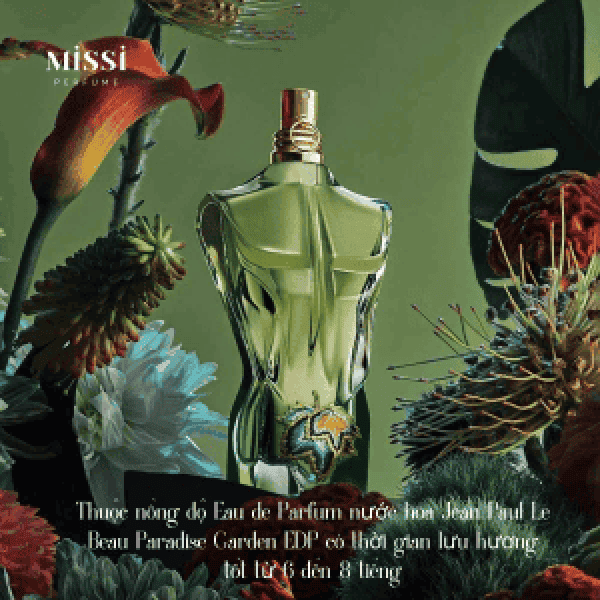 MiSSi
PERFUME
Thuộc nồng độ Eau de Parfum nước hoa Jean Paul Le
Beau Paradise Garden EDP có thời gian lưu hương
tốt từ 6 đến 8 tiếng